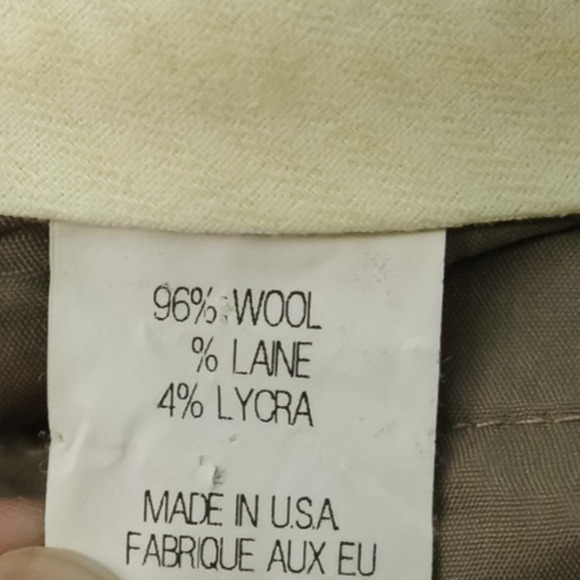 96% WOOL
% LAINE
4% LYCRA
MADE IN U.S.A
FABRIQUE AUX EU